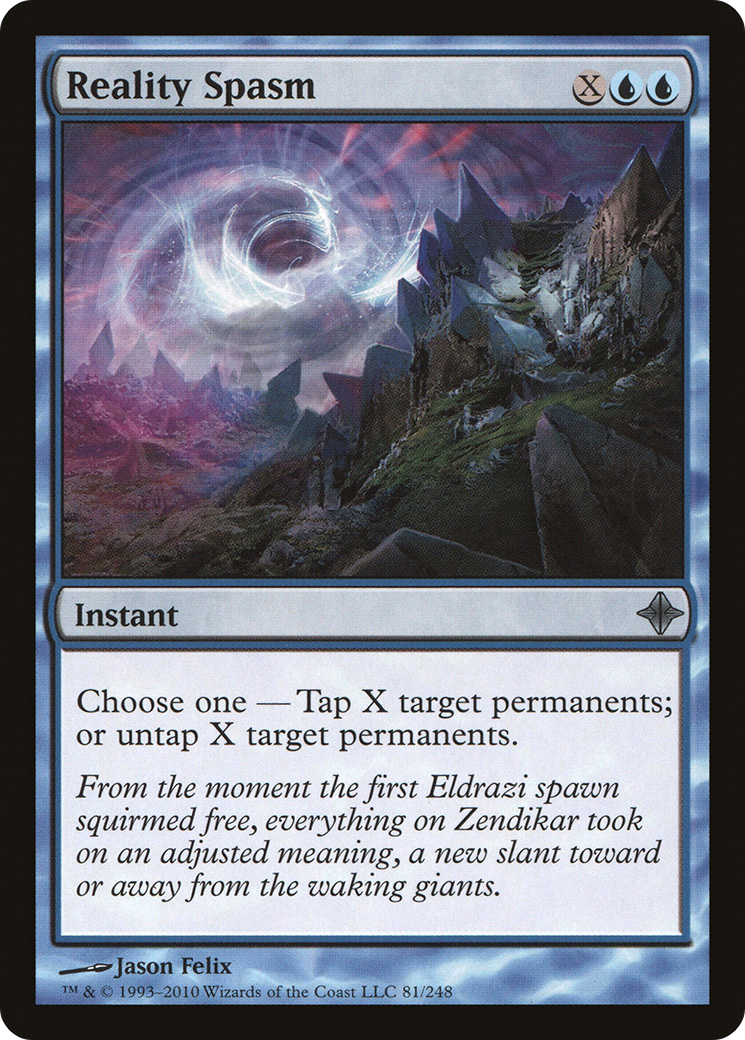 Reality Spasm
X
Instant
Choose one — Tap X target permanents;
or untap X target permanents.
From the moment the first Eldrazi spawn
squirmed free, everything on Zendikar took
on an adjusted meaning, a new slant toward
or away from the waking giants.
Jason Felix
™ & © 1993–2010 Wizards of the Coast LLC 81/248